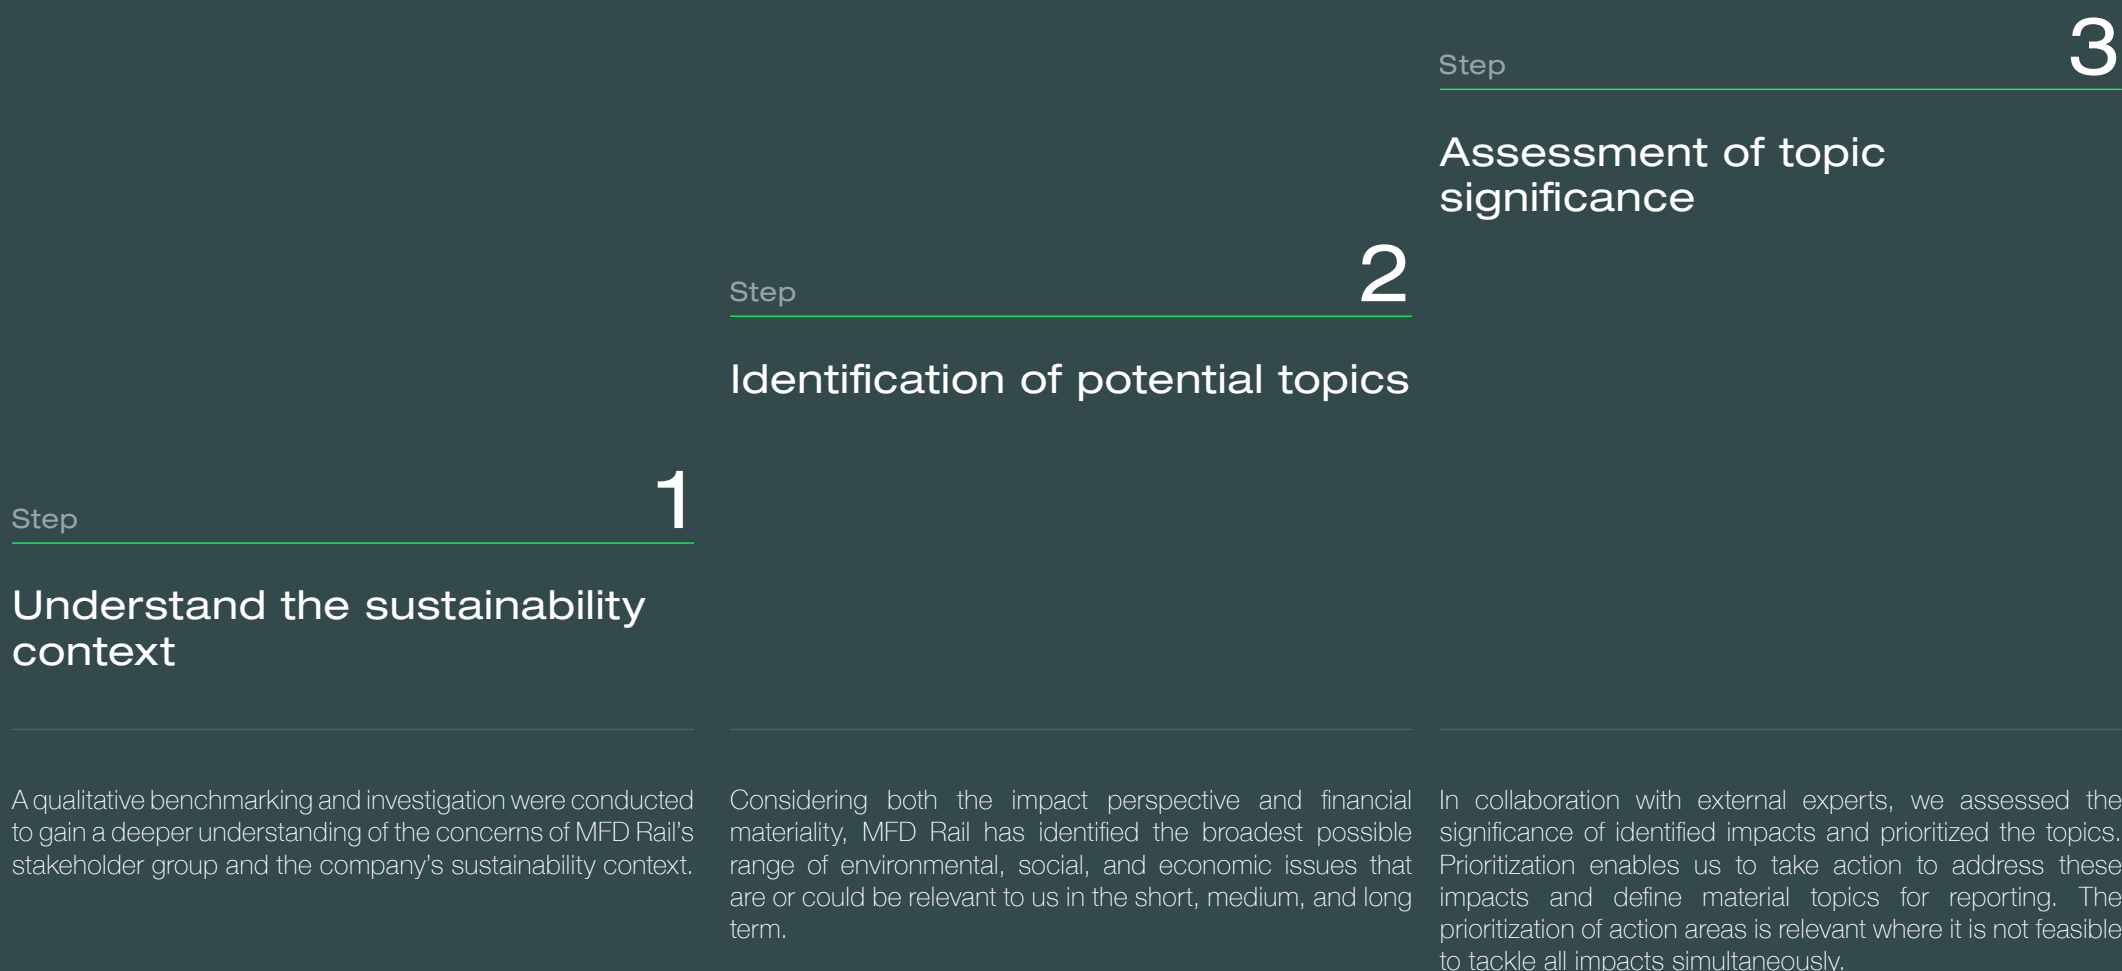 Step 1
Understand the sustainability
context
A qualitative benchmarking and investigation were conducted
to gain a deeper understanding of the concerns of MFD Rail's
stakeholder group and the company's sustainability context.
Step 2
Identification of potential topics
Considering both the impact perspective and financial
materiality, MFD Rail has identified the broadest possible
range of environmental, social, and economic issues that
are or could be relevant to us in the short, medium, and long
term.
Step 3
Assessment of topic
significance
In collaboration with external experts, we assessed the
significance of identified impacts and prioritized the topics.
Prioritization enables us to take action to address these
impacts and define material topics for reporting. The
prioritization of action areas is relevant where it is not feasible
to tackle all impacts simultaneously.